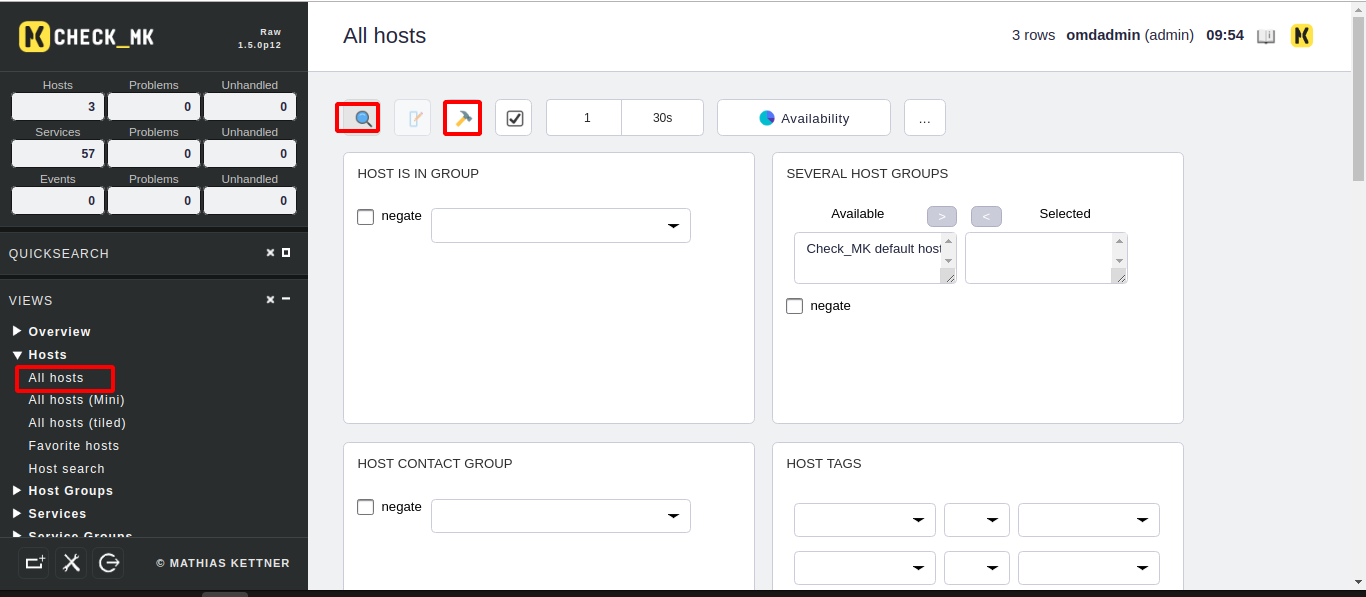 CHECK_MK
Raw
1.5.0p12
Hosts Problems Unhandled
3 0 0
Services Problems Unhandled
57 0 0
Events Problems Unhandled
0 0 0
QUICKSEARCH
VIEWS
Overview
Hosts
All hosts
All hosts (Mini)
All hosts (tiled)
Favorite hosts
Host search
Host Groups
Services
Service Groups
© MATHIAS KETTNER
All hosts
3 rows omdadmin (admin) 09:54
1 30s Availability ...
HOST IS IN GROUP
negate
SEVERAL HOST GROUPS
Available > < Selected
Check_MK default host
negate
HOST CONTACT GROUP
negate
HOST TAGS